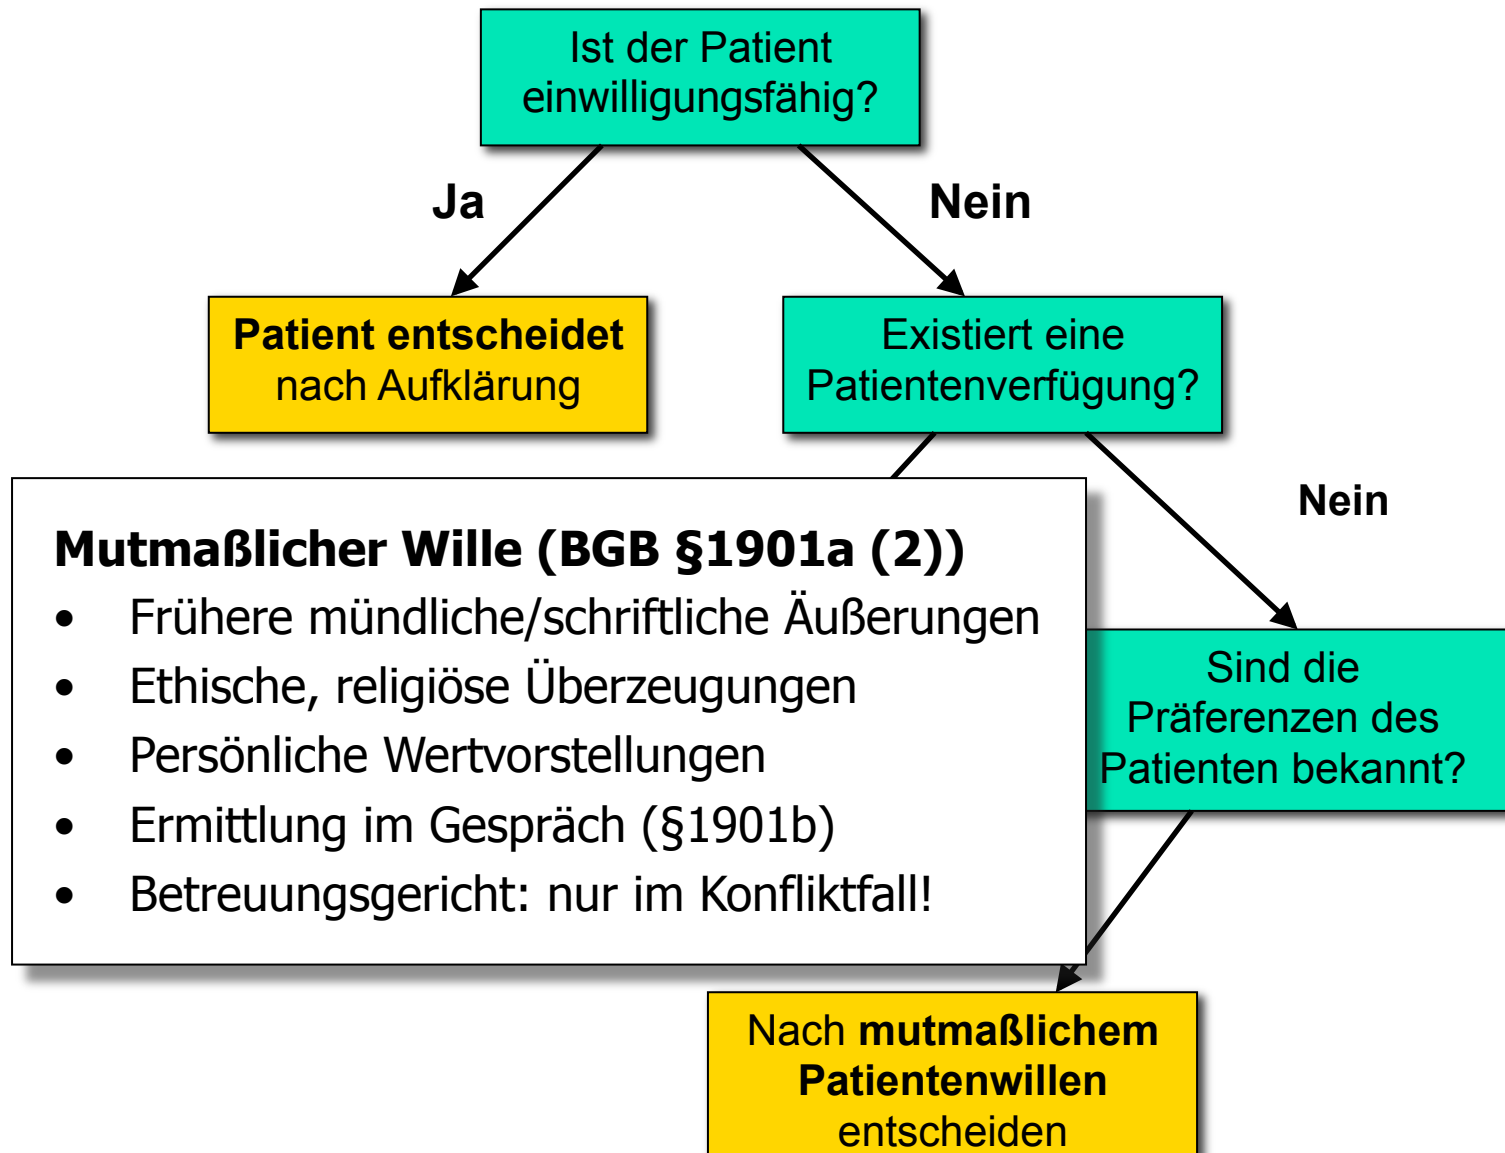 Ist der Patient
einwilligungsfähig?
Ja
Nein
Patient entscheidet
nach Aufklärung
Existiert eine
Patientenverfügung?
Nein
Mutmaßlicher Wille (BGB §1901a (2))
• Frühere mündliche/schriftliche Äußerungen
• Ethische, religiöse Überzeugungen
• Persönliche Wertvorstellungen
• Ermittlung im Gespräch (§1901b)
• Betreuungsgericht: nur im Konfliktfall!
Sind die
Präferenzen des
Patienten bekannt?
Nach mutmaßlichem
Patientenwillen
entscheiden